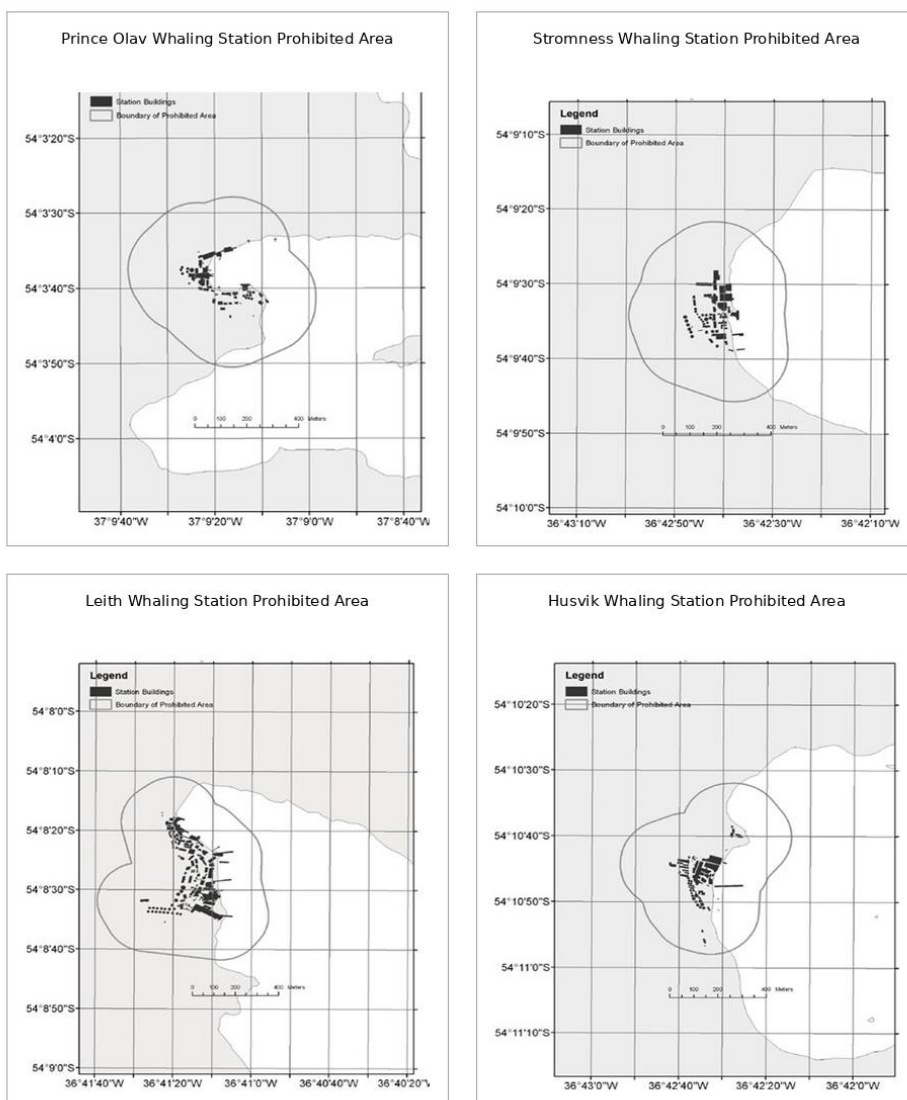 Prince Olav Whaling Station Prohibited Area
Station Buildings
Boundary of Prohibited Area
54°3'20"S
54°3'30"S
54°3'40"S
54°3'50"S
54°4'0"S
0 100 200 400 Meters
37°9'40"W 37°9'20"W 37°9'0"W 37°8'40"W
Stromness Whaling Station Prohibited Area
Legend
Station Buildings
Boundary of Prohibited Area
54°9'10"S
54°9'20"S
54°9'30"S
54°9'40"S
54°9'50"S
54°10'0"S
0 100 200 400 Meters
36°43'10"W 36°42'50"W 36°42'30"W 36°42'10"W
Leith Whaling Station Prohibited Area
Legend
Station Buildings
Boundary of Prohibited Area
54°8'0"S
54°8'10"S
54°8'20"S
54°8'30"S
54°8'40"S
54°8'50"S
54°9'0"S
0 100 200 400 Meters
36°41'40"W 36°41'20"W 36°41'0"W 36°40'40"W 36°40'20"W
Husvik Whaling Station Prohibited Area
Legend
Station Buildings
Boundary of Prohibited Area
54°10'20"S
54°10'30"S
54°10'40"S
54°10'50"S
54°11'0"S
54°11'10"S
0 100 200 400 Meters
36°43'0"W 36°42'40"W 36°42'20"W 36°42'0"W